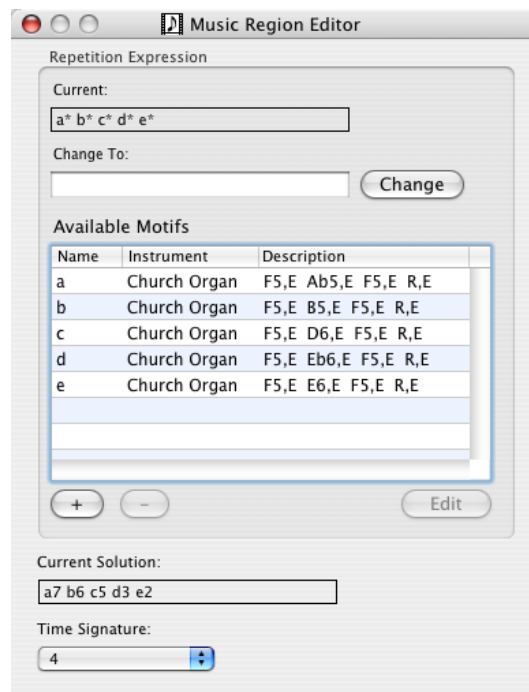 Music Region Editor
Repetition Expression
Current:
a* b* c* d* e*
Change To:
Change
Available Motifs
Name Instrument Description
a Church Organ F5,E Ab5,E F5,E R,E
b Church Organ F5,E B5,E F5,E R,E
c Church Organ F5,E D6,E F5,E R,E
d Church Organ F5,E Eb6,E F5,E R,E
e Church Organ F5,E E6,E F5,E R,E
+ - Edit
Current Solution:
a7 b6 c5 d3 e2
Time Signature:
4